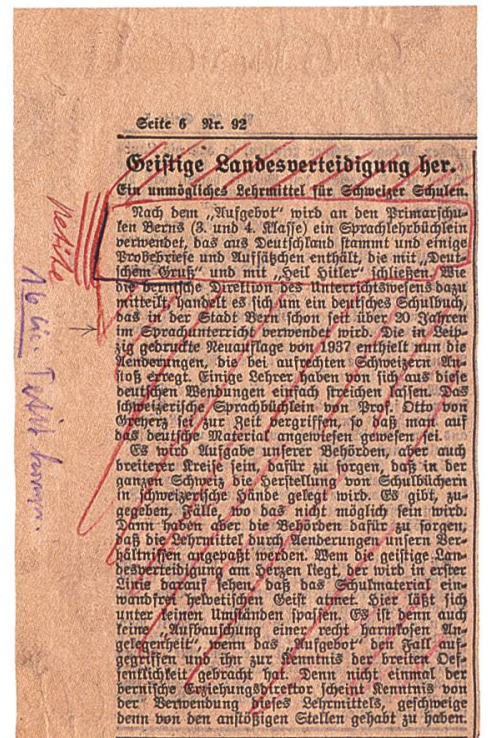 Seite 6 Nr. 92
Geistige Landesverteidigung her.
Ein unmögliches Lehrmittel für Schweizer Schulen.
Nach dem „Aufgebot“ wird an den Primarschu-
len Berns (3. und 4. Klasse) ein Sprachlehrbüchlein
verwendet, das aus Deutschland stammt und einige
Probebriefe und Aufsätzchen enthält, die mit „Deut-
schem Gruß“ und mit „Heil Hitler“ schließen. Wie
die bernische Direktion des Unterrichtswesens dazu
mitteilt, handelt es sich um ein deutsches Schulbuch,
das in der Stadt Bern schon seit über 20 Jahren
im Sprachunterricht verwendet wird. Die in Leip-
zig gedruckte Neuauflage von 1937 enthielt nun die
Aenderungen, die bei aufrechten Schweizern An-
stoß erregt. Einige Lehrer haben von sich aus diese
deutschen Wendungen einfach streichen lassen. Das
schweizerische Sprachbüchlein von Prof. Otto von
Greyerz sei zur Zeit vergriffen, so daß man auf
das deutsche Material angewiesen gewesen sei.
Es wird Aufgabe unserer Behörden, aber auch
breiterer Kreise sein, dafür zu sorgen, daß in der
ganzen Schweiz die Herstellung von Schulbüchern
in schweizerische Hände gelegt wird. Es gibt, zu-
gegeben, Fälle, wo das nicht möglich sein wird.
Dann haben aber die Behörden dafür zu sorgen,
daß die Lehrmittel durch Aenderungen unsern Ver-
hältnissen angepaßt werden. Wem die geistige Lan-
desverteidigung am Herzen liegt, der wird in erster
Linie darauf sehen, daß das Schulmaterial ein-
wandfrei helvetischen Geist atmet. Hier läßt sich
unter keinen Umständen spaßen. Es ist denn auch
keine „Aufbauschung einer recht harmlosen An-
gelegenheit“, wenn das „Aufgebot“ den Fall auf-
gegriffen und ihn zur Kenntnis der breiten Oef-
fentlichkeit gebracht hat. Denn nicht einmal der
bernische Erziehungsdirektor scheint Kenntnis von
der Verwendung dieses Lehrmittels, geschweige
denn von den anstößigen Stellen gehabt zu haben.